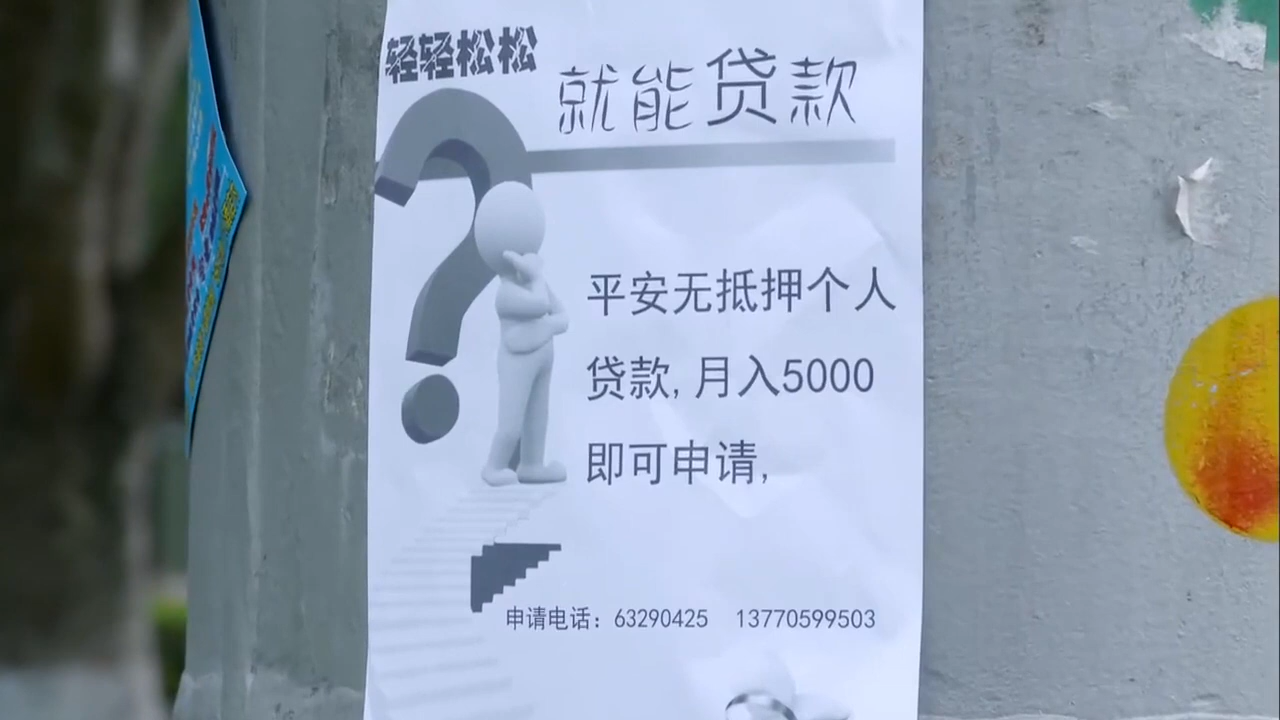 轻轻松松
就能贷款
平安无抵押个人
贷款,月入5000
即可申请,
申请电话：63290425 13770599503